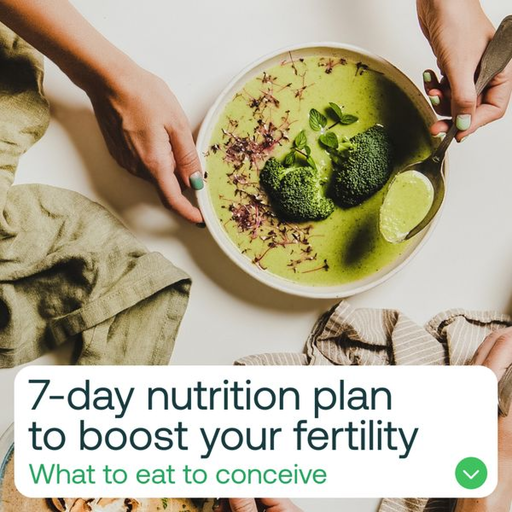 7-day nutrition plan
to boost your fertility
What to eat to conceive